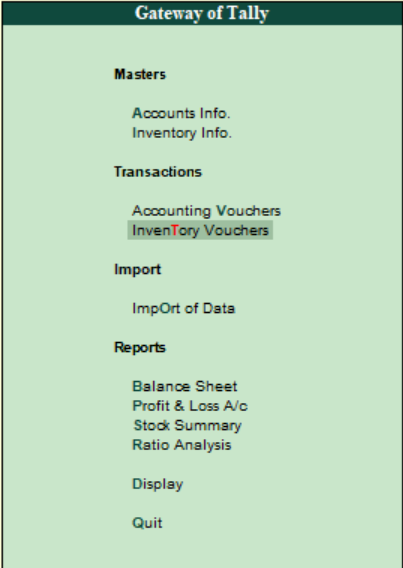 Gateway of Tally
Masters
Accounts Info.
Inventory Info.
Transactions
Accounting Vouchers
InvenTory Vouchers
Import
ImpOrt of Data
Reports
Balance Sheet
Profit & Loss A/c
Stock Summary
Ratio Analysis
Display
Quit